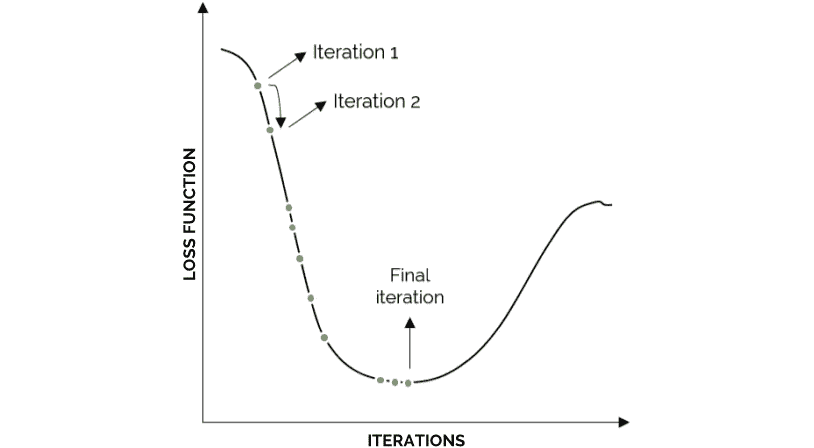 Iteration 1
Iteration 2
LOSS FUNCTION
Final
iteration
ITERATIONS